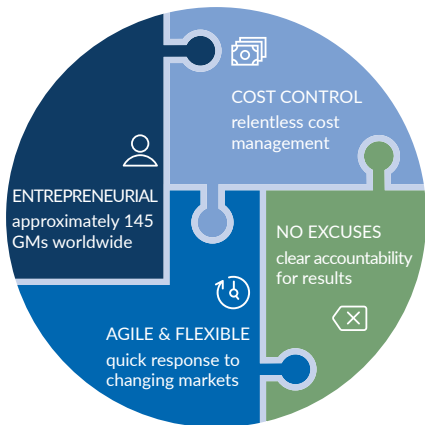 COST CONTROL
relentless cost
management
ENTREPRENEURIAL
approximately 145
GMs worldwide
NO EXCUSES
clear accountability
for results
AGILE & FLEXIBLE
quick response to
changing markets